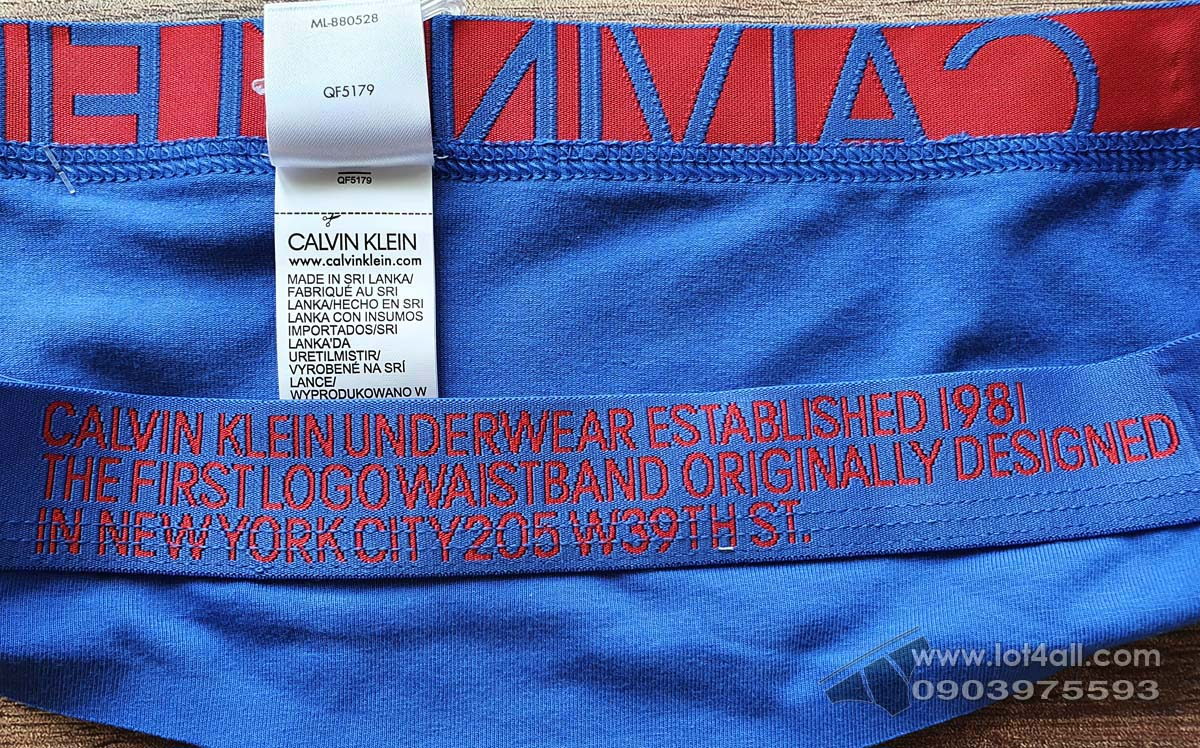 ML-880528
QF5179
QF5179
CALVIN KLEIN
www.calvinklein.com
MADE IN SRI LANKA/
FABRIQUÉ AU SRI
LANKA/HECHO EN SRI
LANKA CON INSUMOS
IMPORTADOS/SRI
LANKA'DA
URETILMISTIR/
VYROBENÉ NA SRÍ
LANCE/
WYPRODUKOWANO W
CALVIN KLEIN UNDERWEAR ESTABLISHED 1981
THE FIRST LOGO WAISTBAND ORIGINALLY DESIGNED
IN NEW YORK CITY 205 W39TH ST.
www.lot4all.com
0903975593